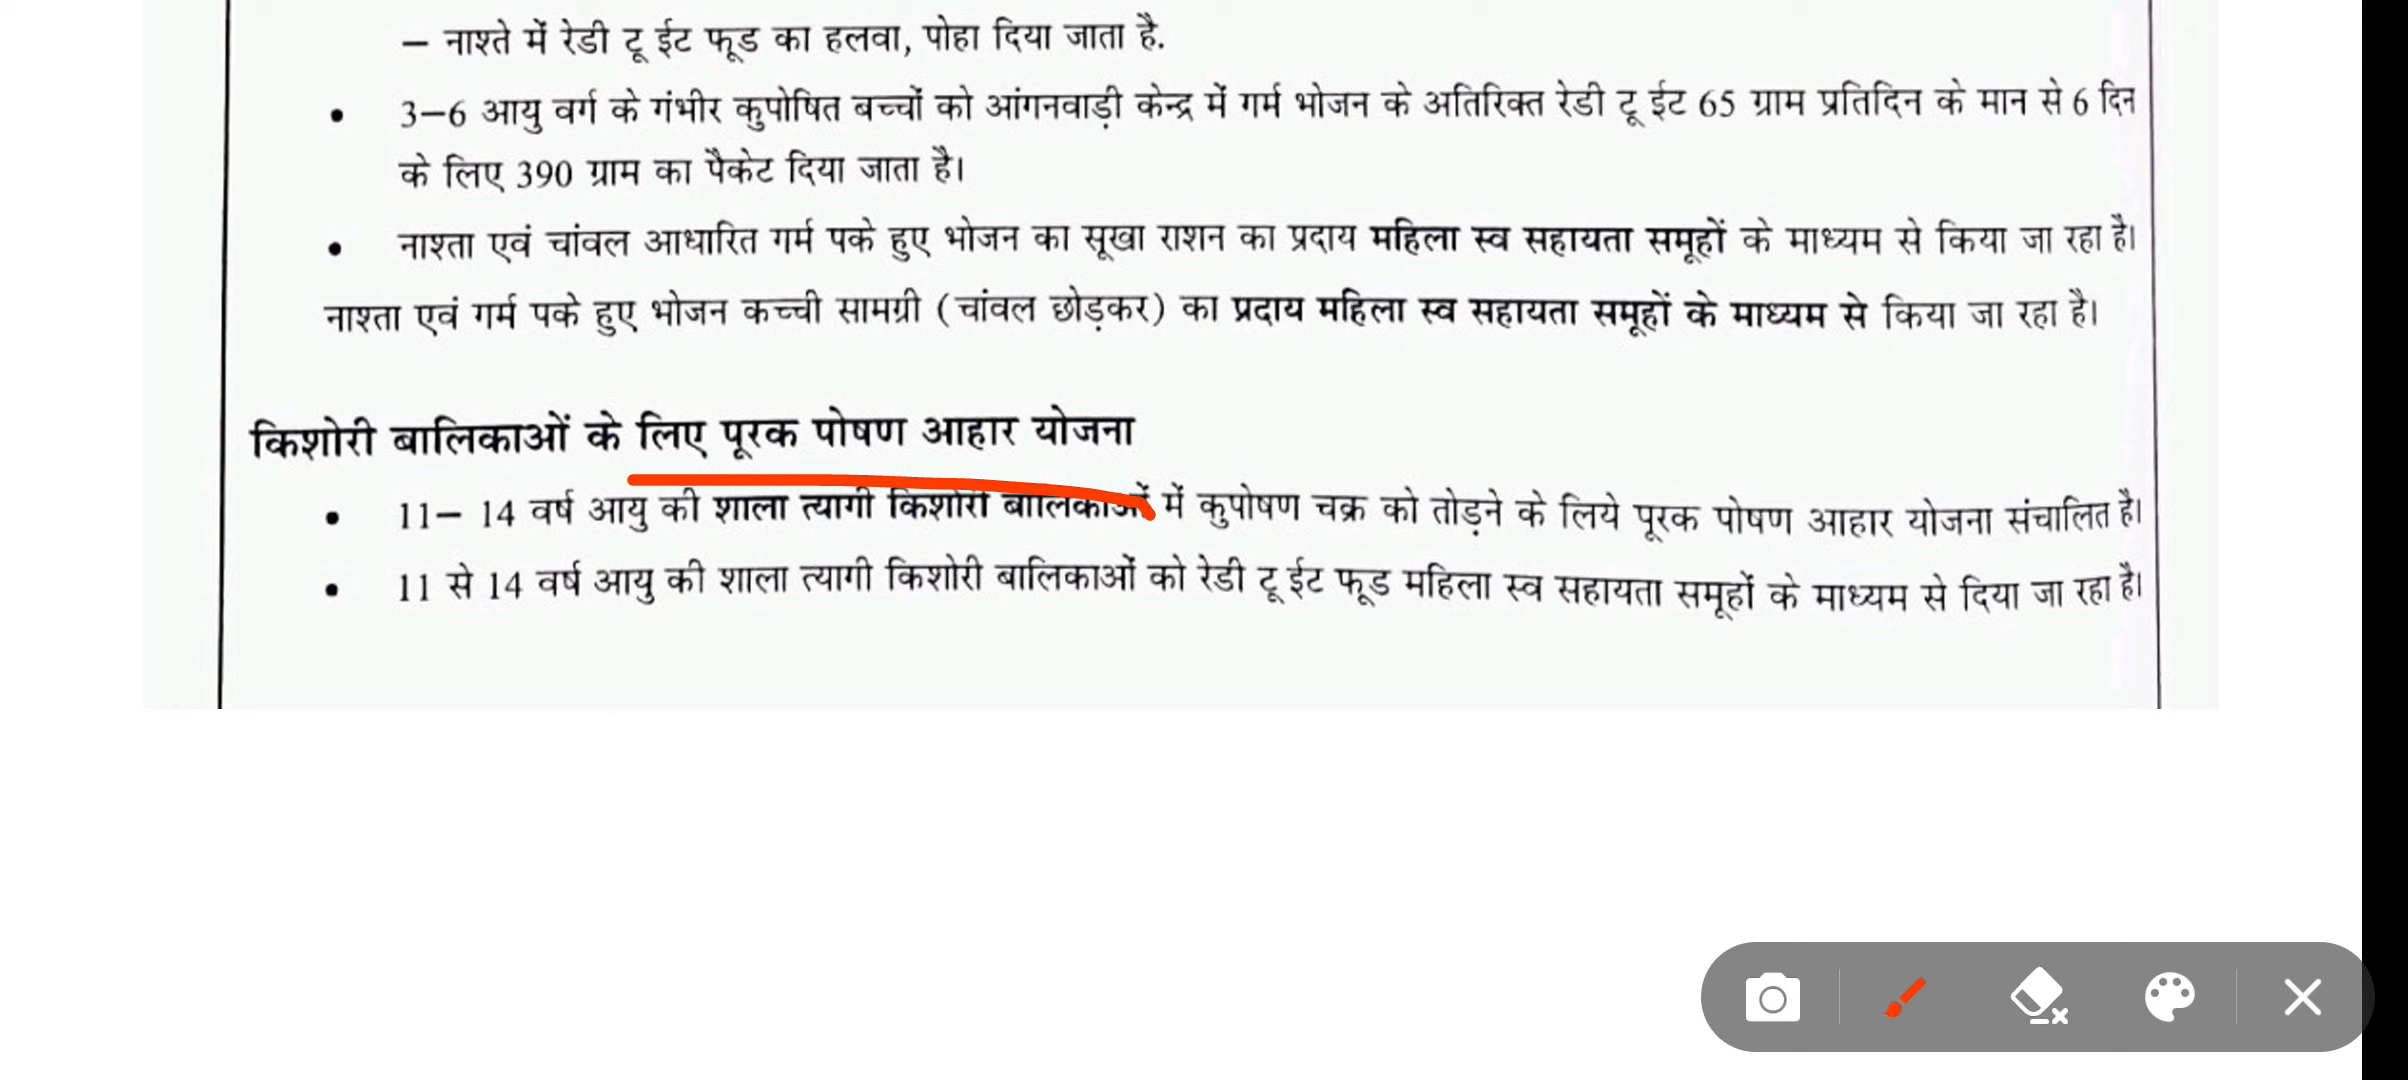 – नाश्ते में रेडी टू ईट फूड का हलवा, पोहा दिया जाता है.
• 3–6 आयु वर्ग के गंभीर कुपोषित बच्चों को आंगनवाड़ी केन्द्र में गर्म भोजन के अतिरिक्त रेडी टू ईट 65 ग्राम प्रतिदिन के मान से 6 दिन
के लिए 390 ग्राम का पैकेट दिया जाता है।
• नाश्ता एवं चांवल आधारित गर्म पके हुए भोजन का सूखा राशन का प्रदाय महिला स्व सहायता समूहों के माध्यम से किया जा रहा है।
नाश्ता एवं गर्म पके हुए भोजन कच्ची सामग्री (चांवल छोड़कर) का प्रदाय महिला स्व सहायता समूहों के माध्यम से किया जा रहा है।
किशोरी बालिकाओं के लिए पूरक पोषण आहार योजना
• 11– 14 वर्ष आयु की शाला त्यागी किशोरी बालिकाओं में कुपोषण चक्र को तोड़ने के लिये पूरक पोषण आहार योजना संचालित है।
• 11 से 14 वर्ष आयु की शाला त्यागी किशोरी बालिकाओं को रेडी टू ईट फूड महिला स्व सहायता समूहों के माध्यम से दिया जा रहा है।